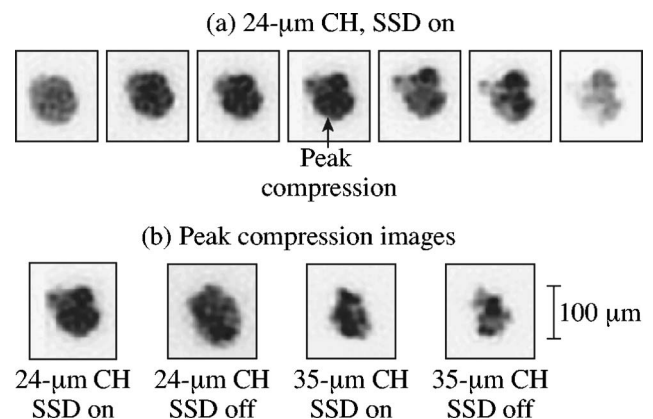 (a) 24-μm CH, SSD on
Peak
compression
(b) Peak compression images
100 μm
24-μm CH 24-μm CH 35-μm CH 35-μm CH
SSD on SSD off SSD on SSD off